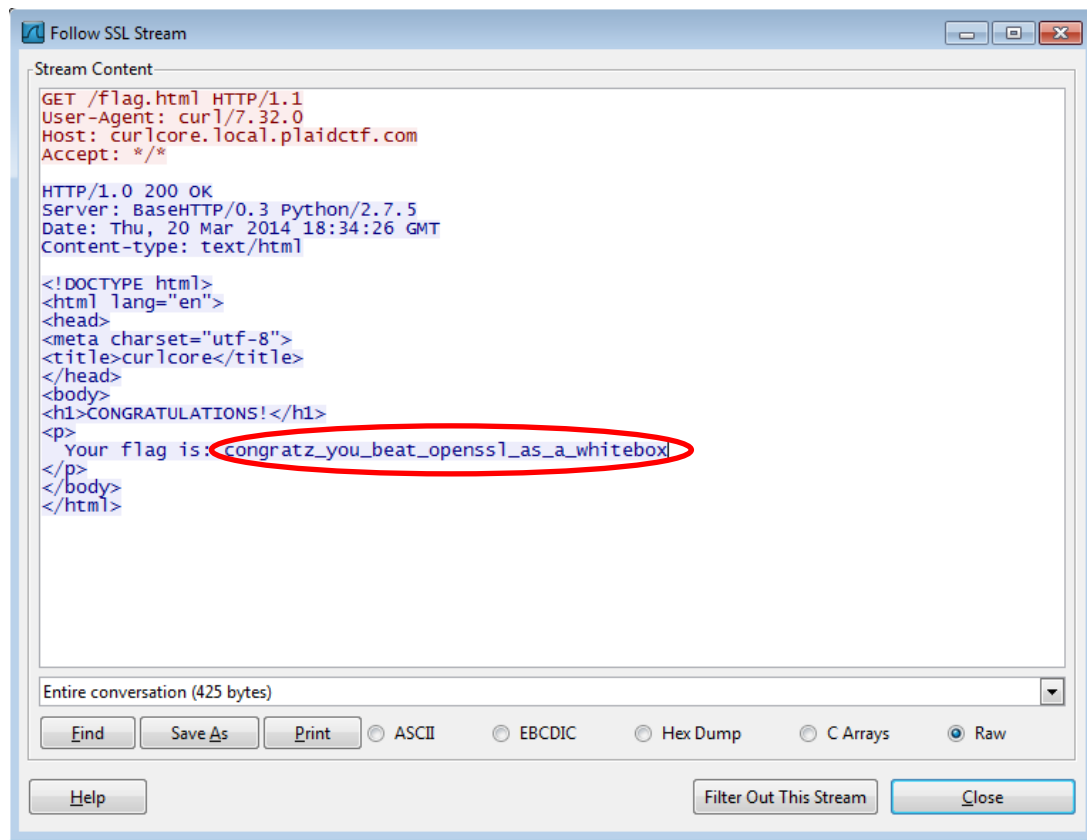 Follow SSL Stream
Stream Content
GET /flag.html HTTP/1.1
User-Agent: curl/7.32.0
Host: curlcore.local.plaidctf.com
Accept: */*
HTTP/1.0 200 OK
Server: BaseHTTP/0.3 Python/2.7.5
Date: Thu, 20 Mar 2014 18:34:26 GMT
Content-type: text/html
<!DOCTYPE html>
<html lang="en">
<head>
<meta charset="utf-8">
<title>curlcore</title>
</head>
<body>
<h1>CONGRATULATIONS!</h1>
<p>
Your flag is: congratz_you_beat_openssl_as_a_whitebox
</p>
</body>
</html>
Entire conversation (425 bytes)
Find Save As Print ASCII EBCDIC Hex Dump C Arrays Raw
Help Filter Out This Stream Close